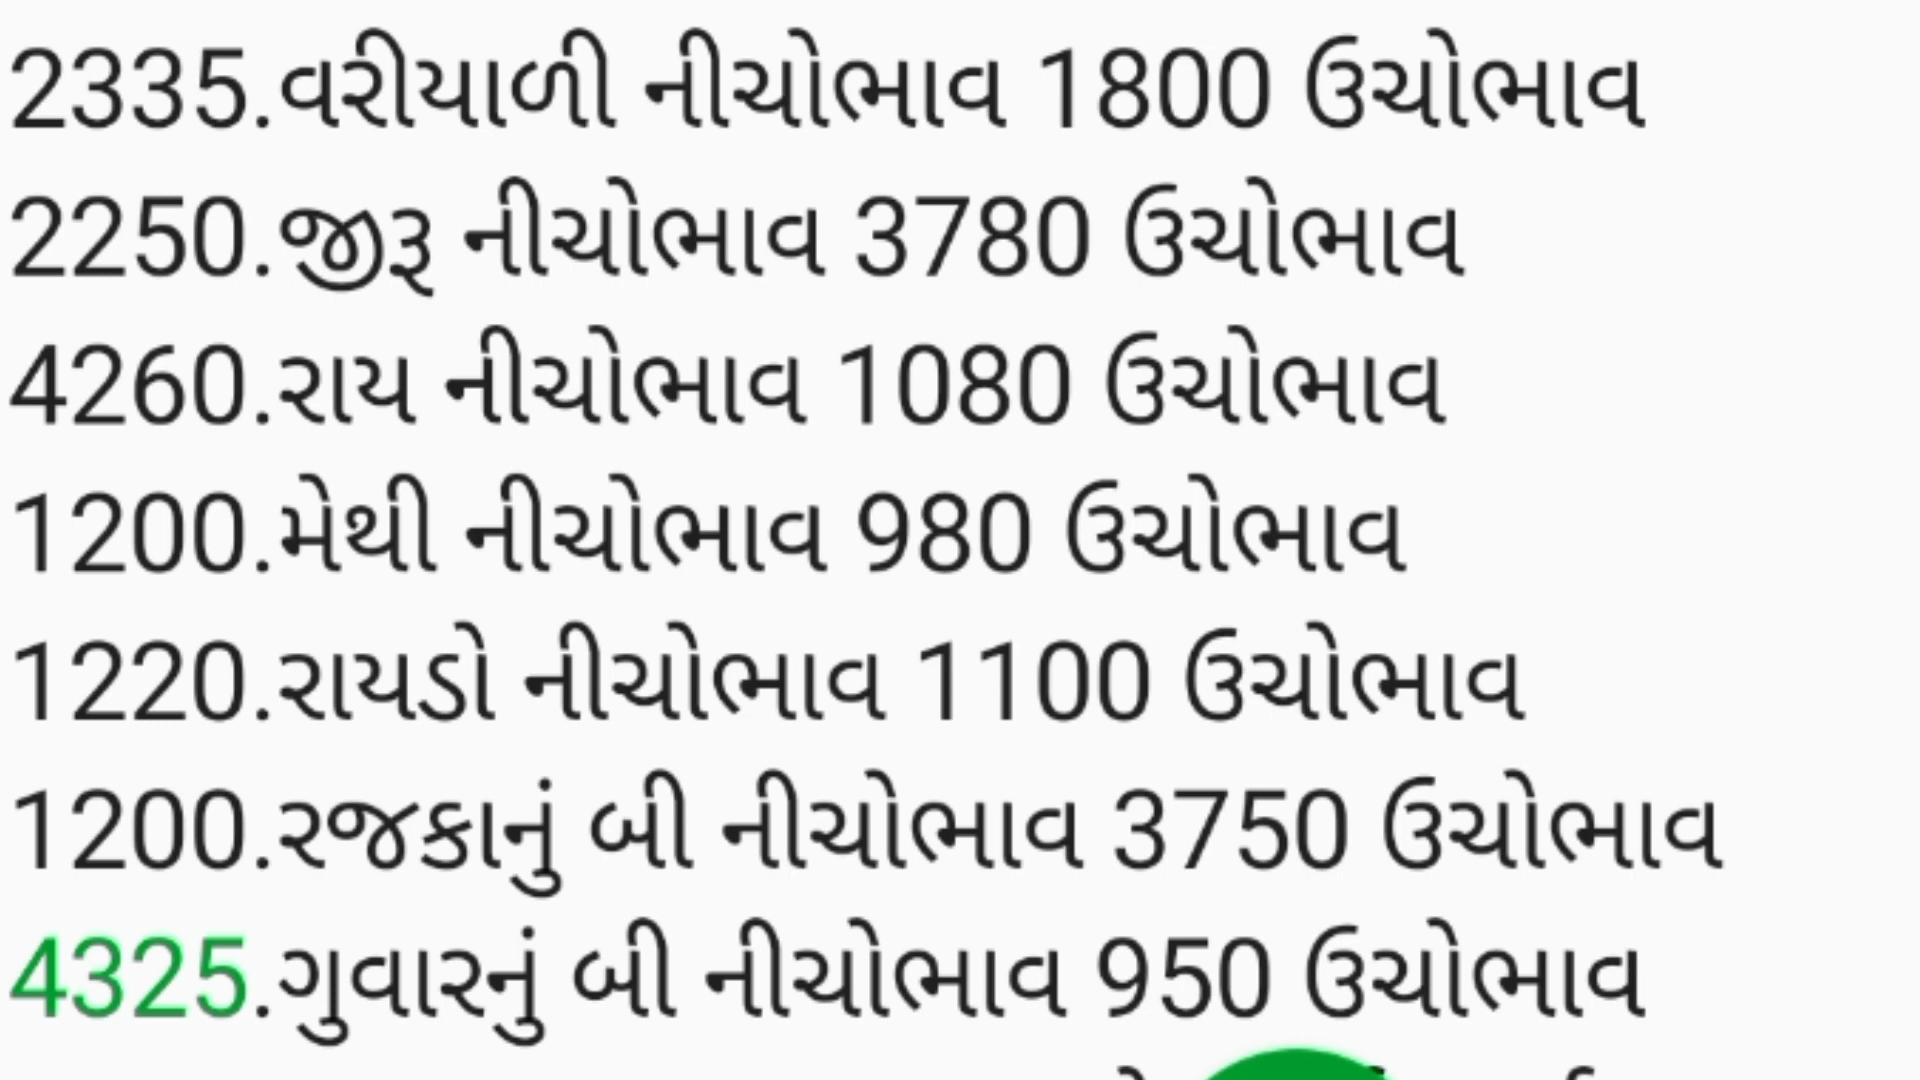 2335.વરીયાળી નીચોભાવ 1800 ઉચોભાવ
2250.જીરૂ નીચોભાવ 3780 ઉચોભાવ
4260.રાય નીચોભાવ 1080 ઉચોભાવ
1200.મેથી નીચોભાવ 980 ઉચોભાવ
1220.રાયડો નીચોભાવ 1100 ઉચોભાવ
1200.રજકાનું બી નીચોભાવ 3750 ઉચોભાવ
4325.ગુવારનું બી નીચોભાવ 950 ઉચોભાવ